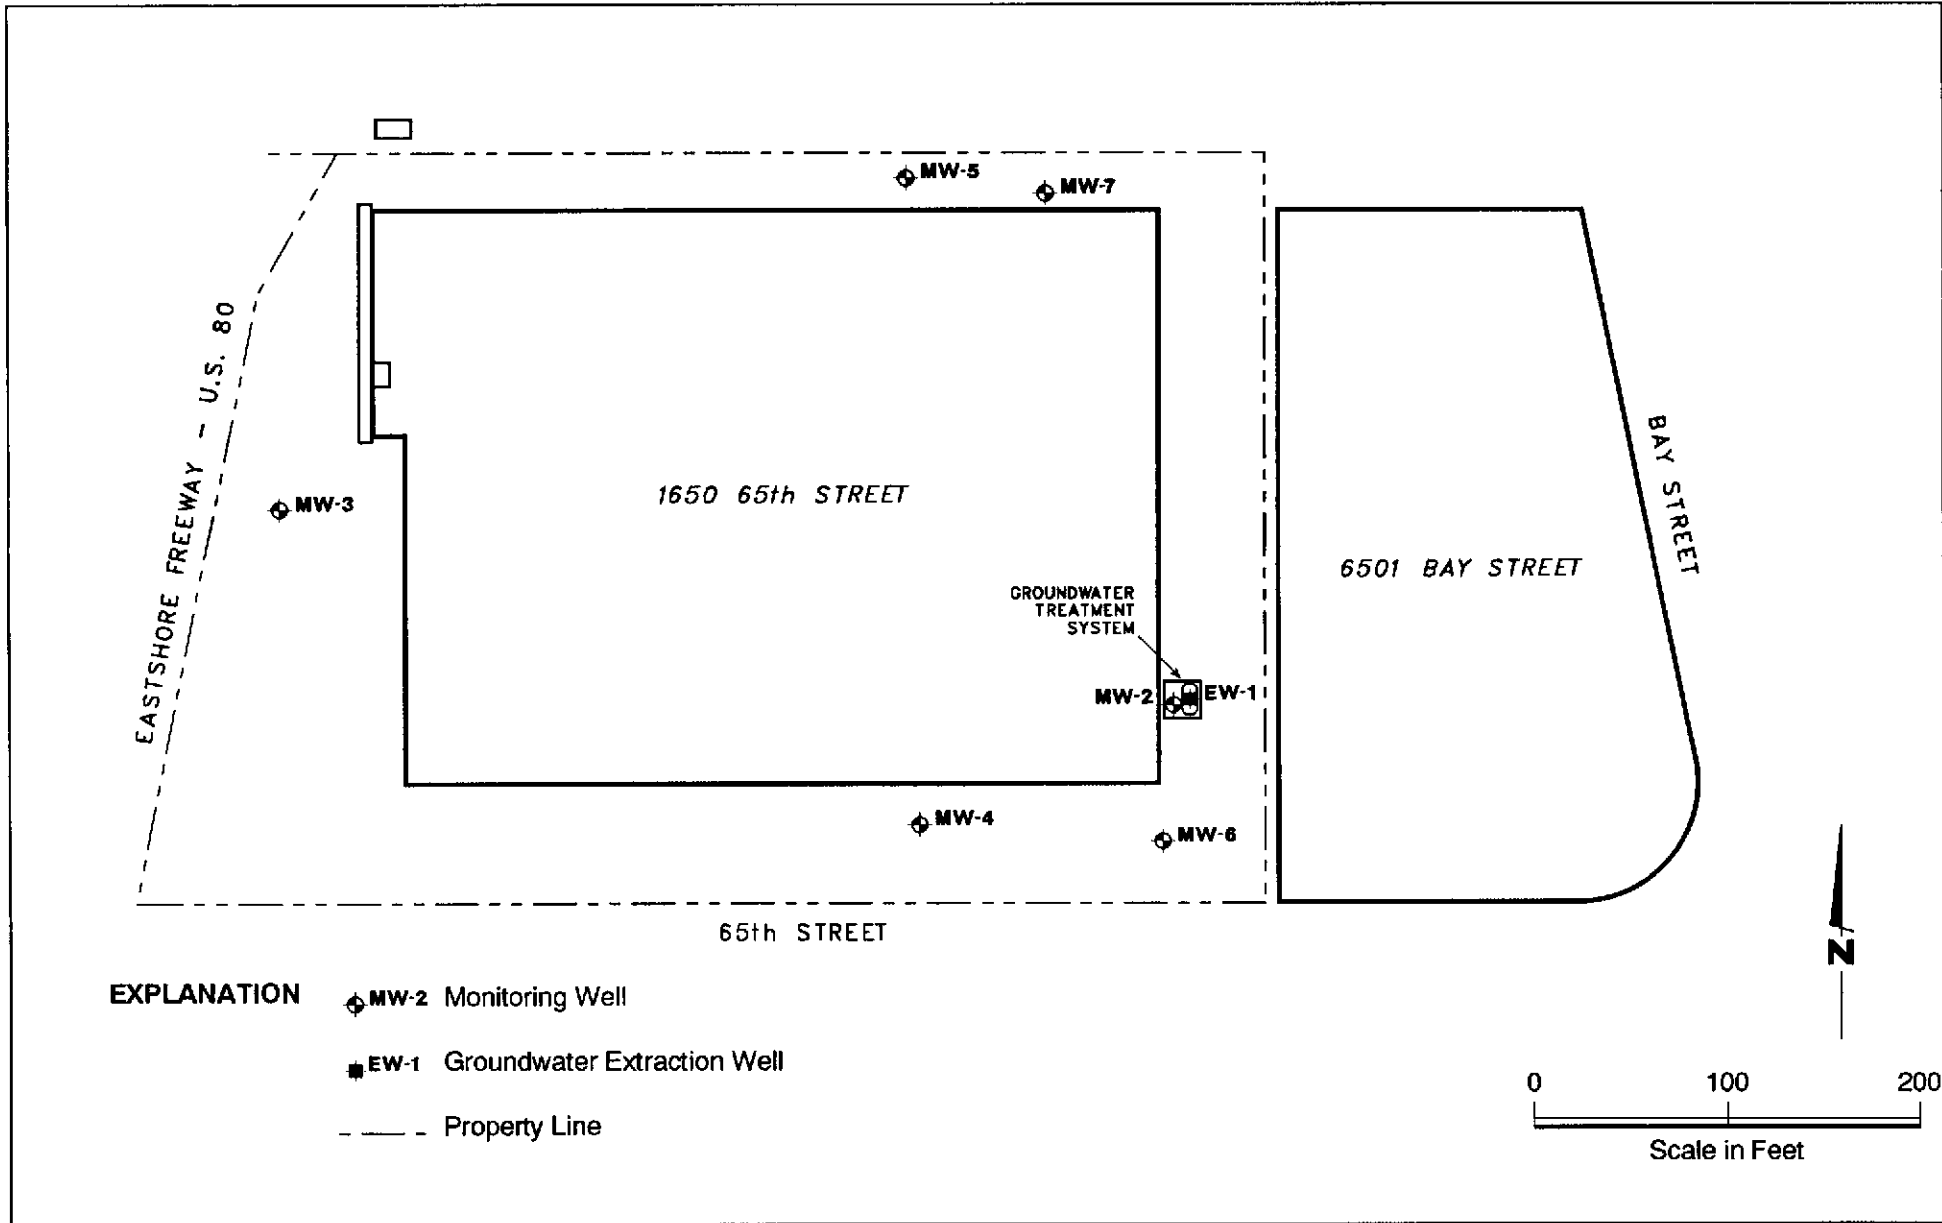 MW-5
MW-7
EASTSHORE FREEWAY - U.S. 80
MW-3
1650 65th STREET
BAY STREET
6501 BAY STREET
GROUNDWATER
TREATMENT
SYSTEM
MW-2
EW-1
MW-4
MW-6
65th STREET
N
EXPLANATION
MW-2 Monitoring Well
EW-1 Groundwater Extraction Well
Property Line
0 100 200
Scale in Feet